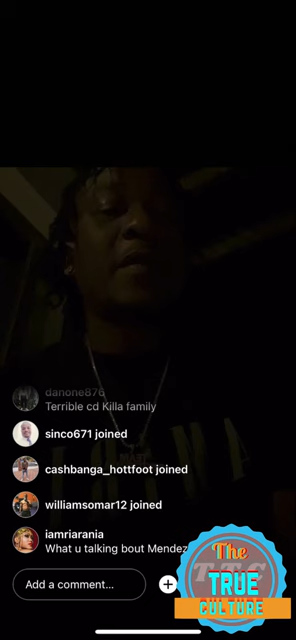 danone876
Terrible cd Killa family
sinco671 joined
cashbanga_hottfoot joined
williamsomar12 joined
iamriarania
What u talking bout Mendez
Add a comment...
The
TRUE
CULTURE